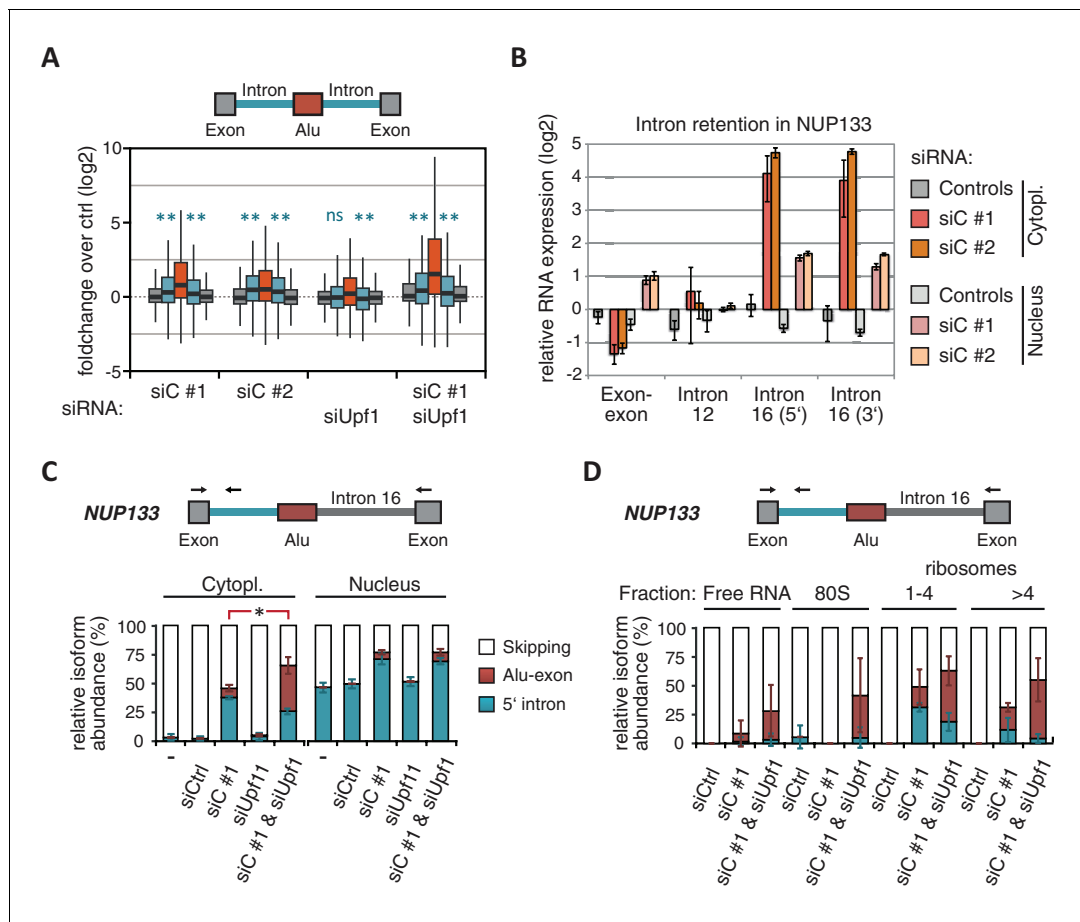 A
Intron Intron
Exon Alu Exon
foldchange over ctrl (log2)
10
5
0
-5
** **
** **
ns **
** **
siRNA:
siC #1
siC #2
siUpf1
siC #1
siUpf1
B
Intron retention in NUP133
relative RNA expression (log2)
5
4
3
2
1
0
-1
-2
Exon-
exon
Intron
12
Intron
16 (5‘)
Intron
16 (3‘)
siRNA:
Controls
siC #1
siC #2
Cytopl.
Controls
siC #1
siC #2
Nucleus
C
NUP133
Intron 16
Exon Alu Exon
Cytopl. Nucleus
*
relative isoform
abundance (%)
100
75
50
25
0
-
siCtrl
siC #1
siUpf11
siC #1 & siUpf1
-
siCtrl
siC #1
siUpf11
siC #1 & siUpf1
Skipping
Alu-exon
5‘ intron
D
NUP133
Intron 16
Exon Alu Exon
ribosomes
Fraction: Free RNA 80S 1-4 >4
relative isoform
abundance (%)
100
75
50
25
0
siCtrl
siC #1
siC #1 & siUpf1
siCtrl
siC #1
siC #1 & siUpf1
siCtrl
siC #1
siC #1 & siUpf1
siCtrl
siC #1
siC #1 & siUpf1